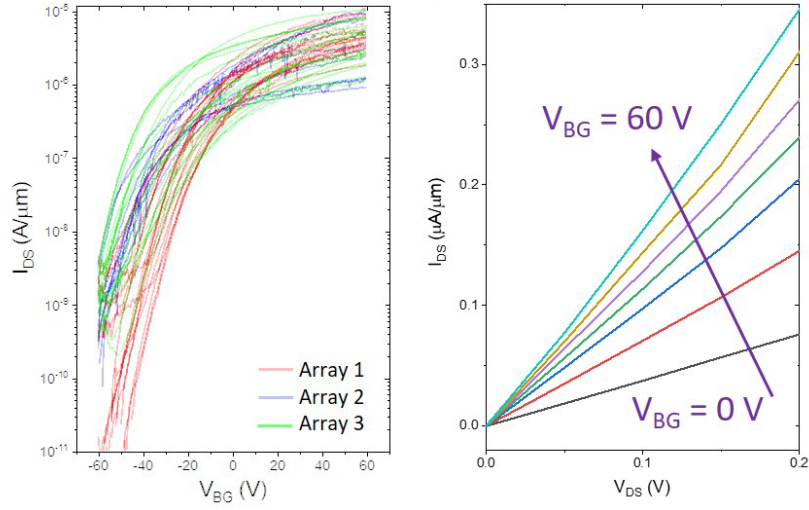 10⁻⁵
10⁻⁶
10⁻⁷
10⁻⁸
10⁻⁹
10⁻¹⁰
10⁻¹¹
I_DS (A/μm)
-60 -40 -20 0 20 40 60
V_BG (V)
Array 1
Array 2
Array 3
0.3
0.2
0.1
0.0
I_DS (μA/μm)
V_BG = 60 V
V_BG = 0 V
0.0 0.1 0.2
V_DS (V)